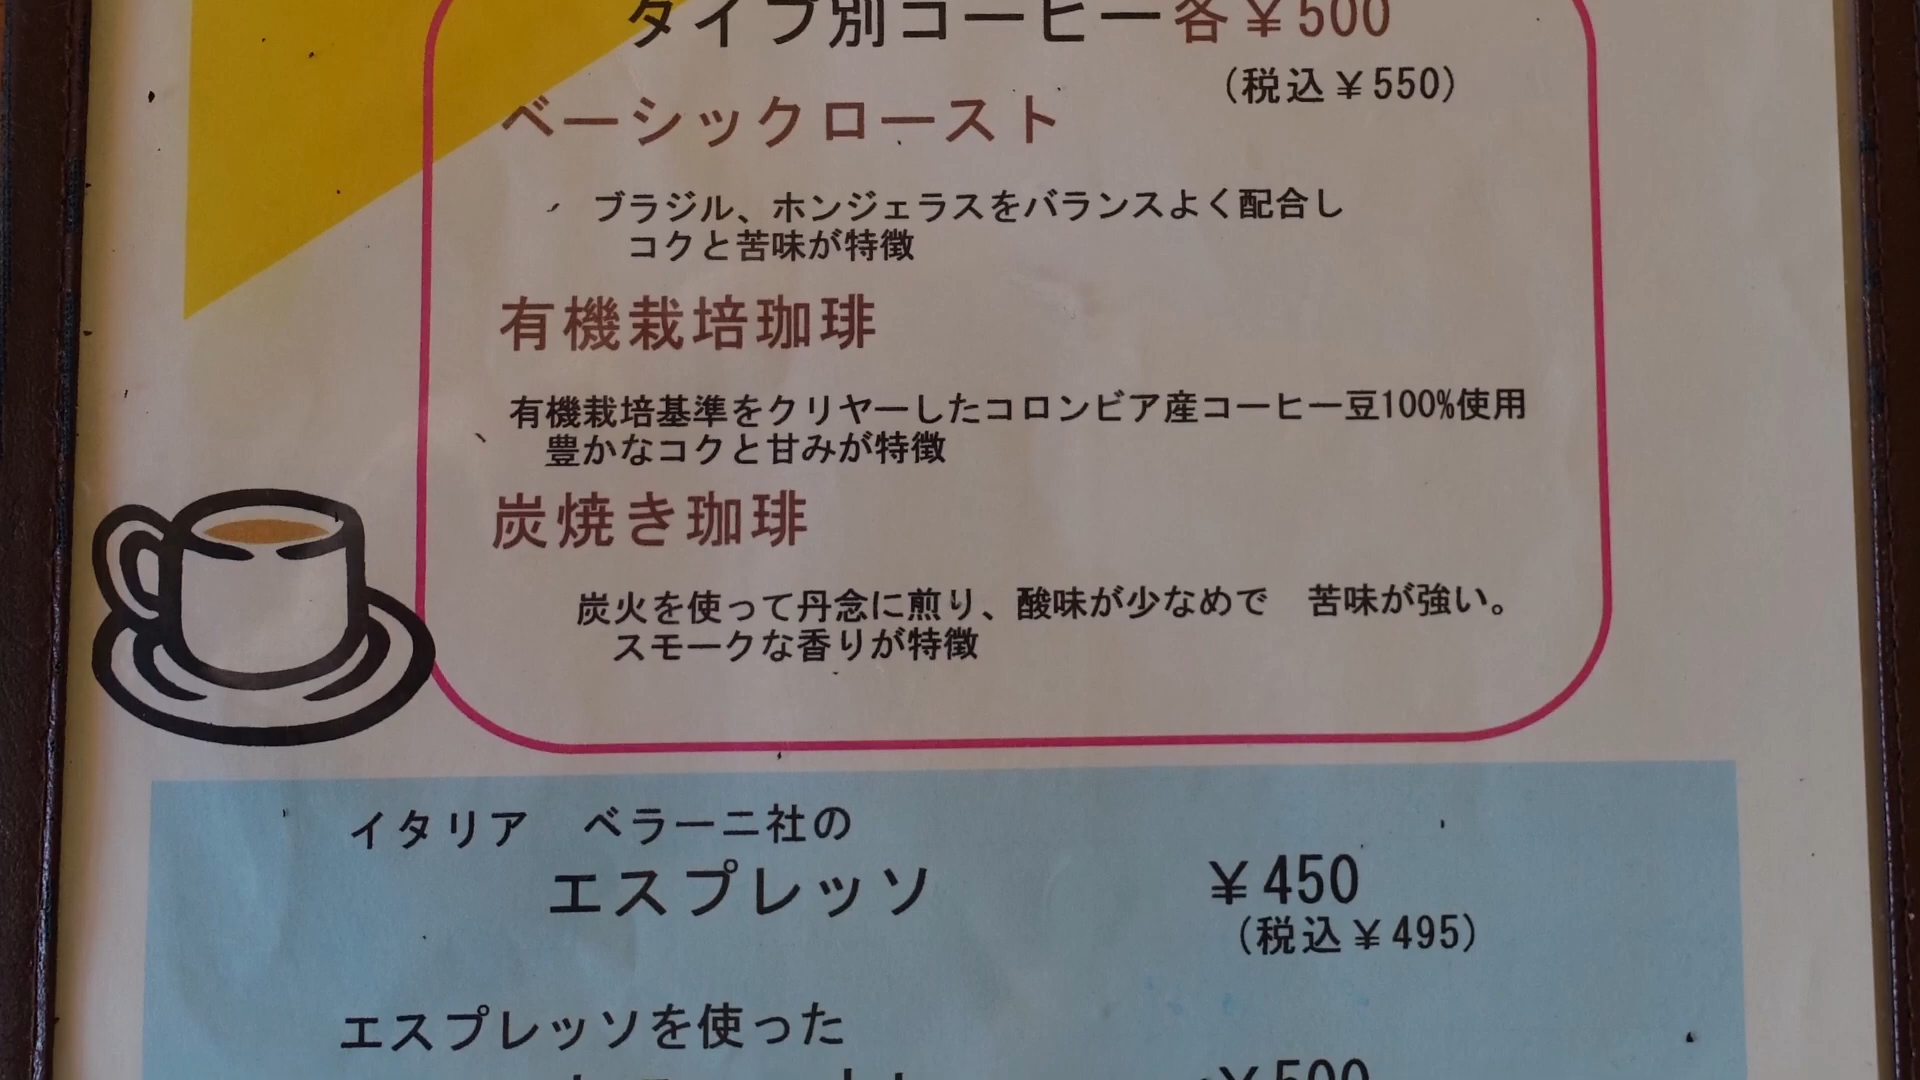 タイプ別コーヒー各￥500
(税込￥550)
ベーシックロースト
ブラジル、ホンジェラスをバランスよく配合し
コクと苦味が特徴
有機栽培珈琲
有機栽培基準をクリヤーしたコロンビア産コーヒー豆100%使用
豊かなコクと甘みが特徴
炭焼き珈琲
炭火を使って丹念に煎り、酸味が少なめで　苦味が強い。
スモークな香りが特徴
イタリア　ベラーニ社の
エスプレッソ ￥450
(税込￥495)
エスプレッソを使った
￥500